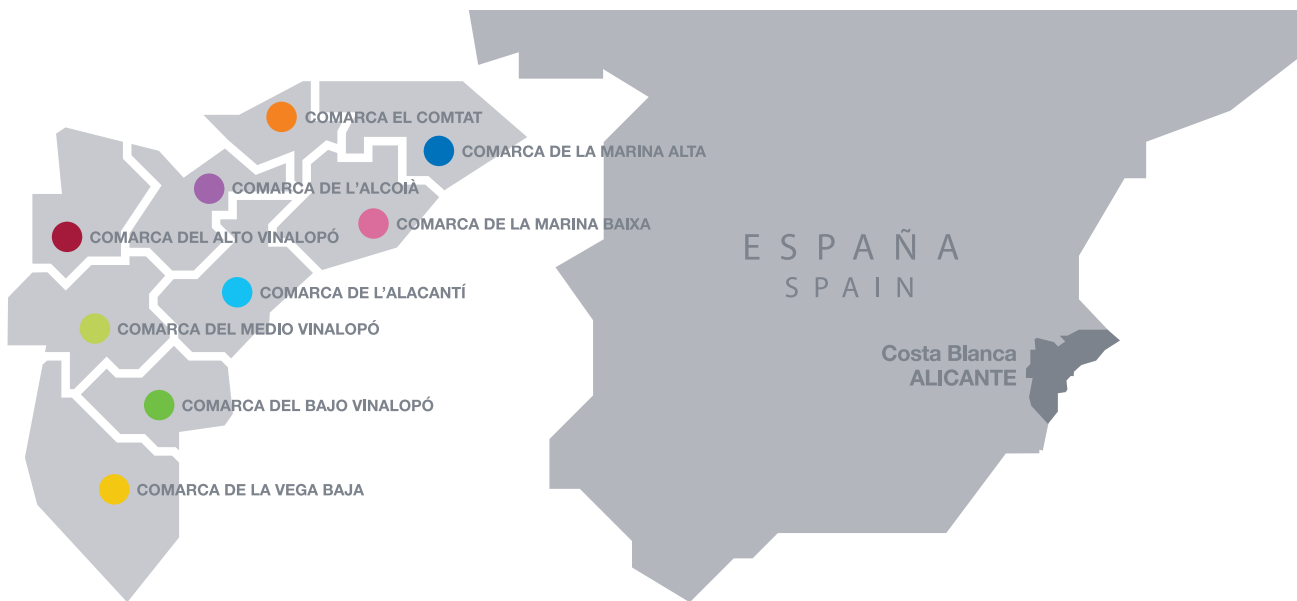 COMARCA EL COMTAT
COMARCA DE LA MARINA ALTA
COMARCA DE L'ALCOIÀ
COMARCA DE LA MARINA BAIXA
COMARCA DEL ALTO VINALOPÓ
COMARCA DE L'ALACANTÍ
COMARCA DEL MEDIO VINALOPÓ
COMARCA DEL BAJO VINALOPÓ
COMARCA DE LA VEGA BAJA
ESPAÑA
SPAIN
Costa Blanca
ALICANTE